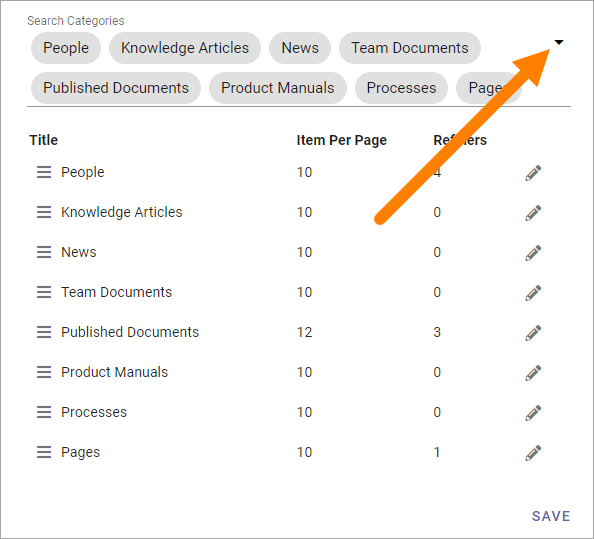 Search Categories
People Knowledge Articles News Team Documents
Published Documents Product Manuals Processes Pages
Title Item Per Page Refiners
People 10 4
Knowledge Articles 10 0
News 10 0
Team Documents 10 0
Published Documents 12 3
Product Manuals 10 0
Processes 10 0
Pages 10 1
SAVE